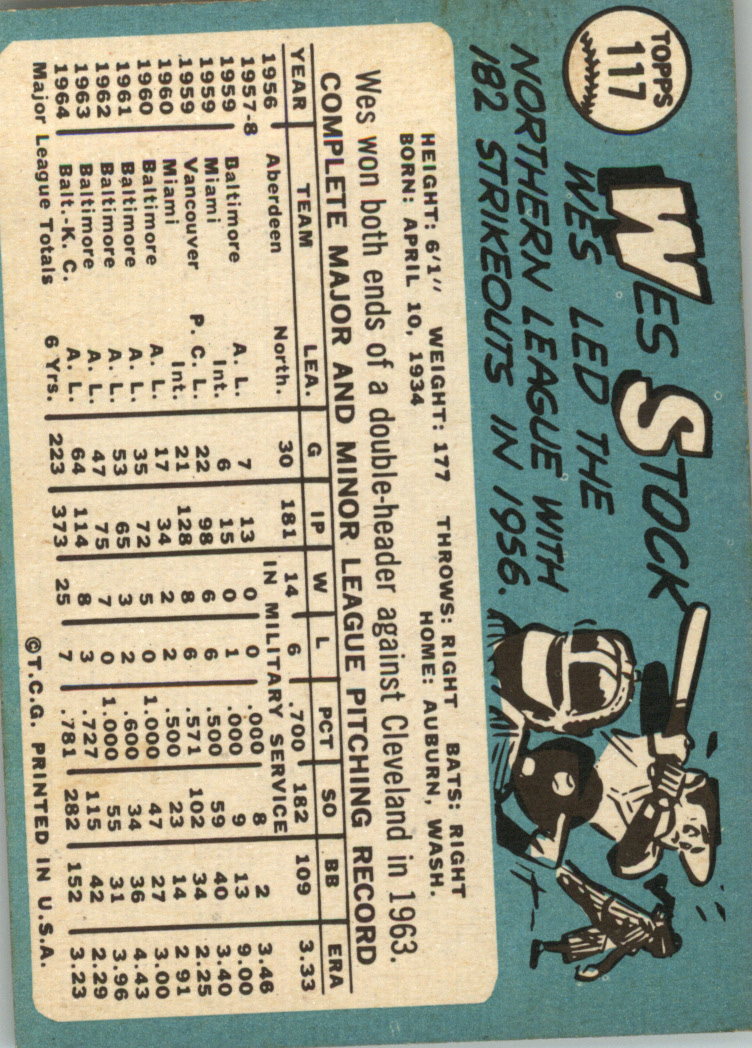 TOPPS
117
WES STOCK
WES LED THE
NORTHERN LEAGUE WITH
182 STRIKEOUTS IN 1956.
HEIGHT: 6'1" WEIGHT: 177 THROWS: RIGHT BATS: RIGHT
BORN: APRIL 10, 1934 HOME: AUBURN, WASH.
Wes won both ends of a double-header against Cleveland in 1963.
COMPLETE MAJOR AND MINOR LEAGUE PITCHING RECORD
YEAR TEAM LEA. G IP W L PCT SO BB ERA
1956 Aberdeen North. 30 181 14 6 .700 182 109 3.33
1957-8 IN MILITARY SERVICE
1959 Baltimore A. L. 7 13 0 0 .000 8 2 3.46
1959 Miami Int. 6 15 0 1 .000 9 13 9.00
1959 Vancouver P. C. L. 22 98 6 6 .500 59 40 3.40
1960 Miami Int. 21 128 8 6 .571 102 34 2.25
1960 Baltimore A. L. 17 34 2 2 .500 23 14 2.91
1961 Baltimore A. L. 35 72 5 0 1.000 47 27 3.00
1962 Baltimore A. L. 53 65 3 2 .600 34 36 4.43
1963 Baltimore A. L. 47 75 7 0 1.000 55 31 3.96
1964 Balt.-K. C. A. L. 64 114 8 3 .727 115 42 2.29
Major League Totals 6 Yrs. 223 373 25 7 .781 282 152 3.23
©T.C.G. PRINTED IN U.S.A.